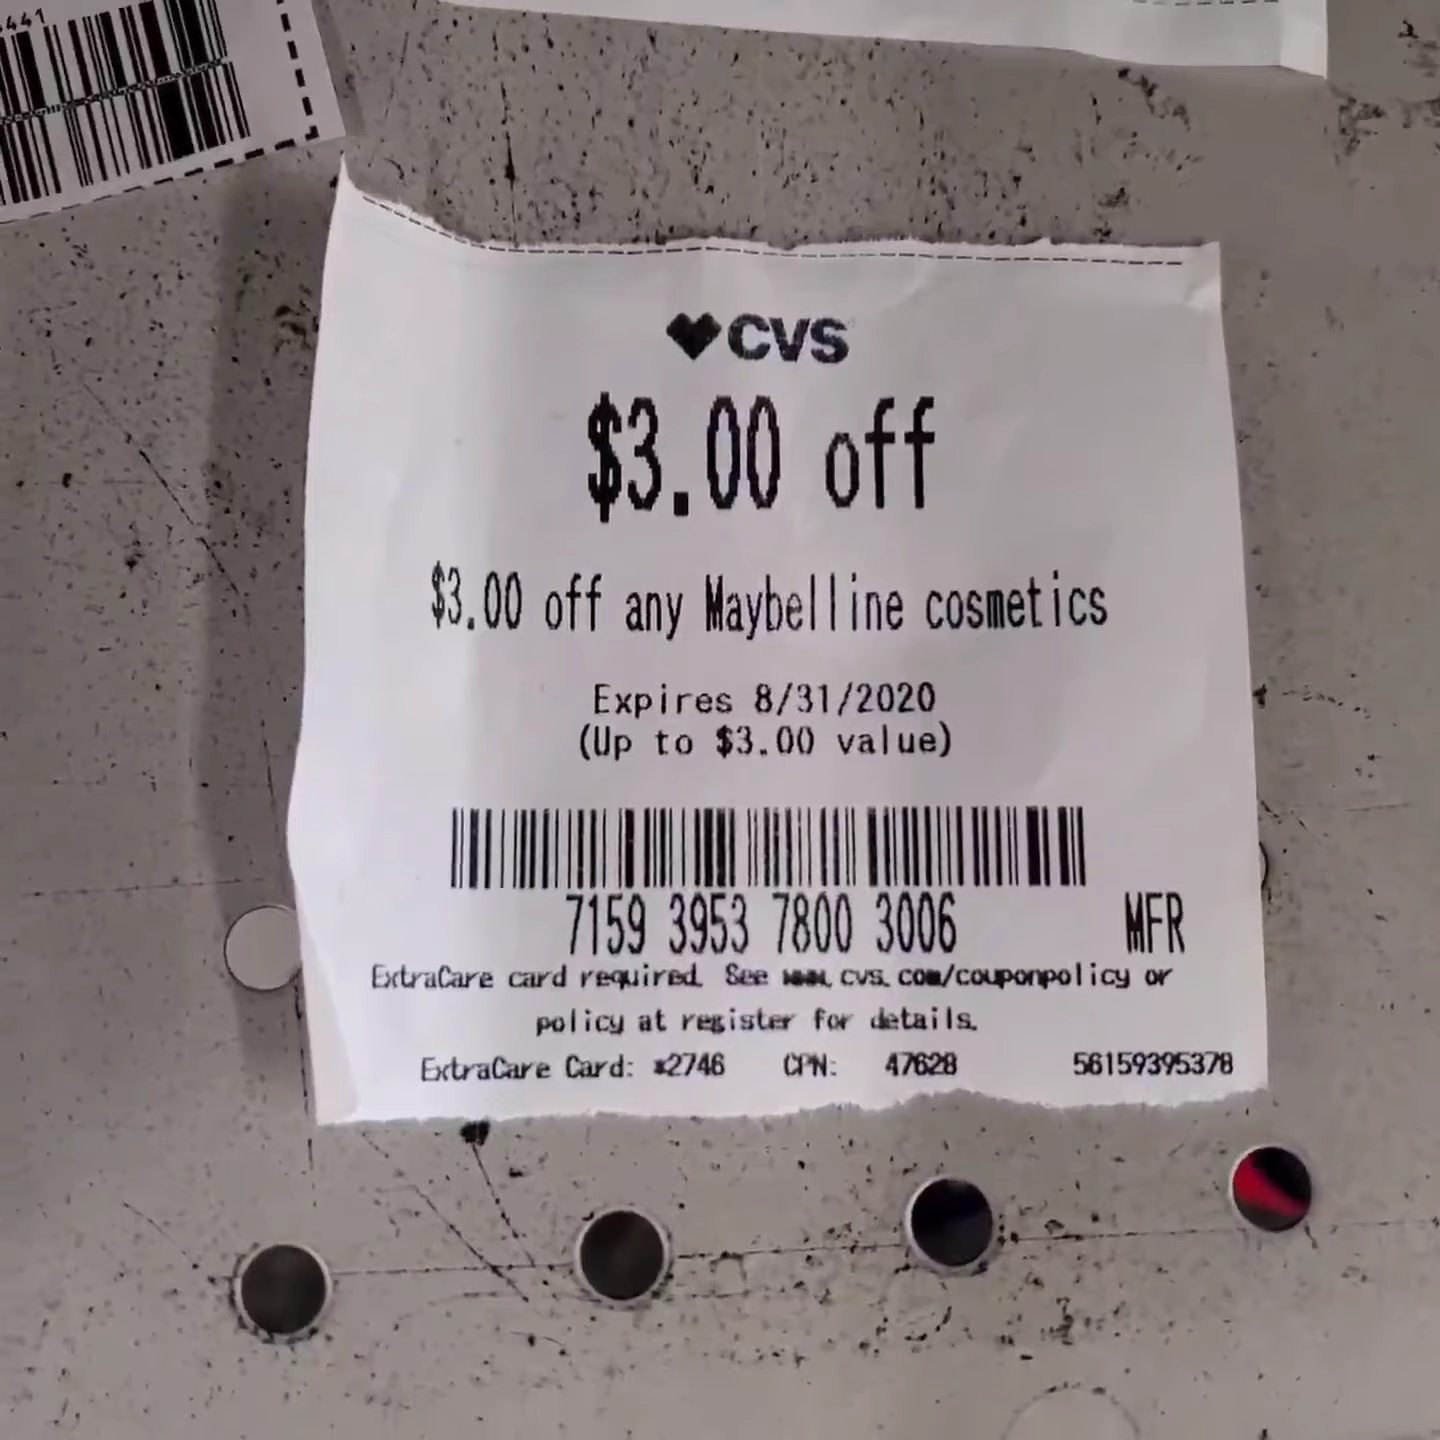 441
CVS
$3.00 off
$3.00 off any Maybelline cosmetics
Expires 8/31/2020
(Up to $3.00 value)
7159 3953 7800 3006 MFR
ExtraCare card required. See www.cvs.com/couponpolicy or
policy at register for details.
ExtraCare Card: *2746 CPN: 47628 56159395378